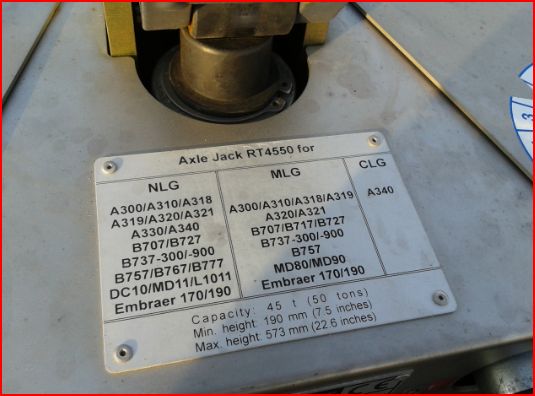 Axle Jack RT4550 for
NLG
A300/A310/A318
A319/A320/A321
A330/A340
B707/B727
B737-300/-900
B757/B767/B777
DC10/MD11/L1011
Embraer 170/190
MLG
A300/A310/A318/A319
A320/A321
B707/B717/B727
B737-300/-900
B757
MD80/MD90
Embraer 170/190
CLG
A340
Capacity: 45 t (50 tons)
Min. height: 190 mm (7.5 inches)
Max. height: 573 mm (22.6 inches)
CE